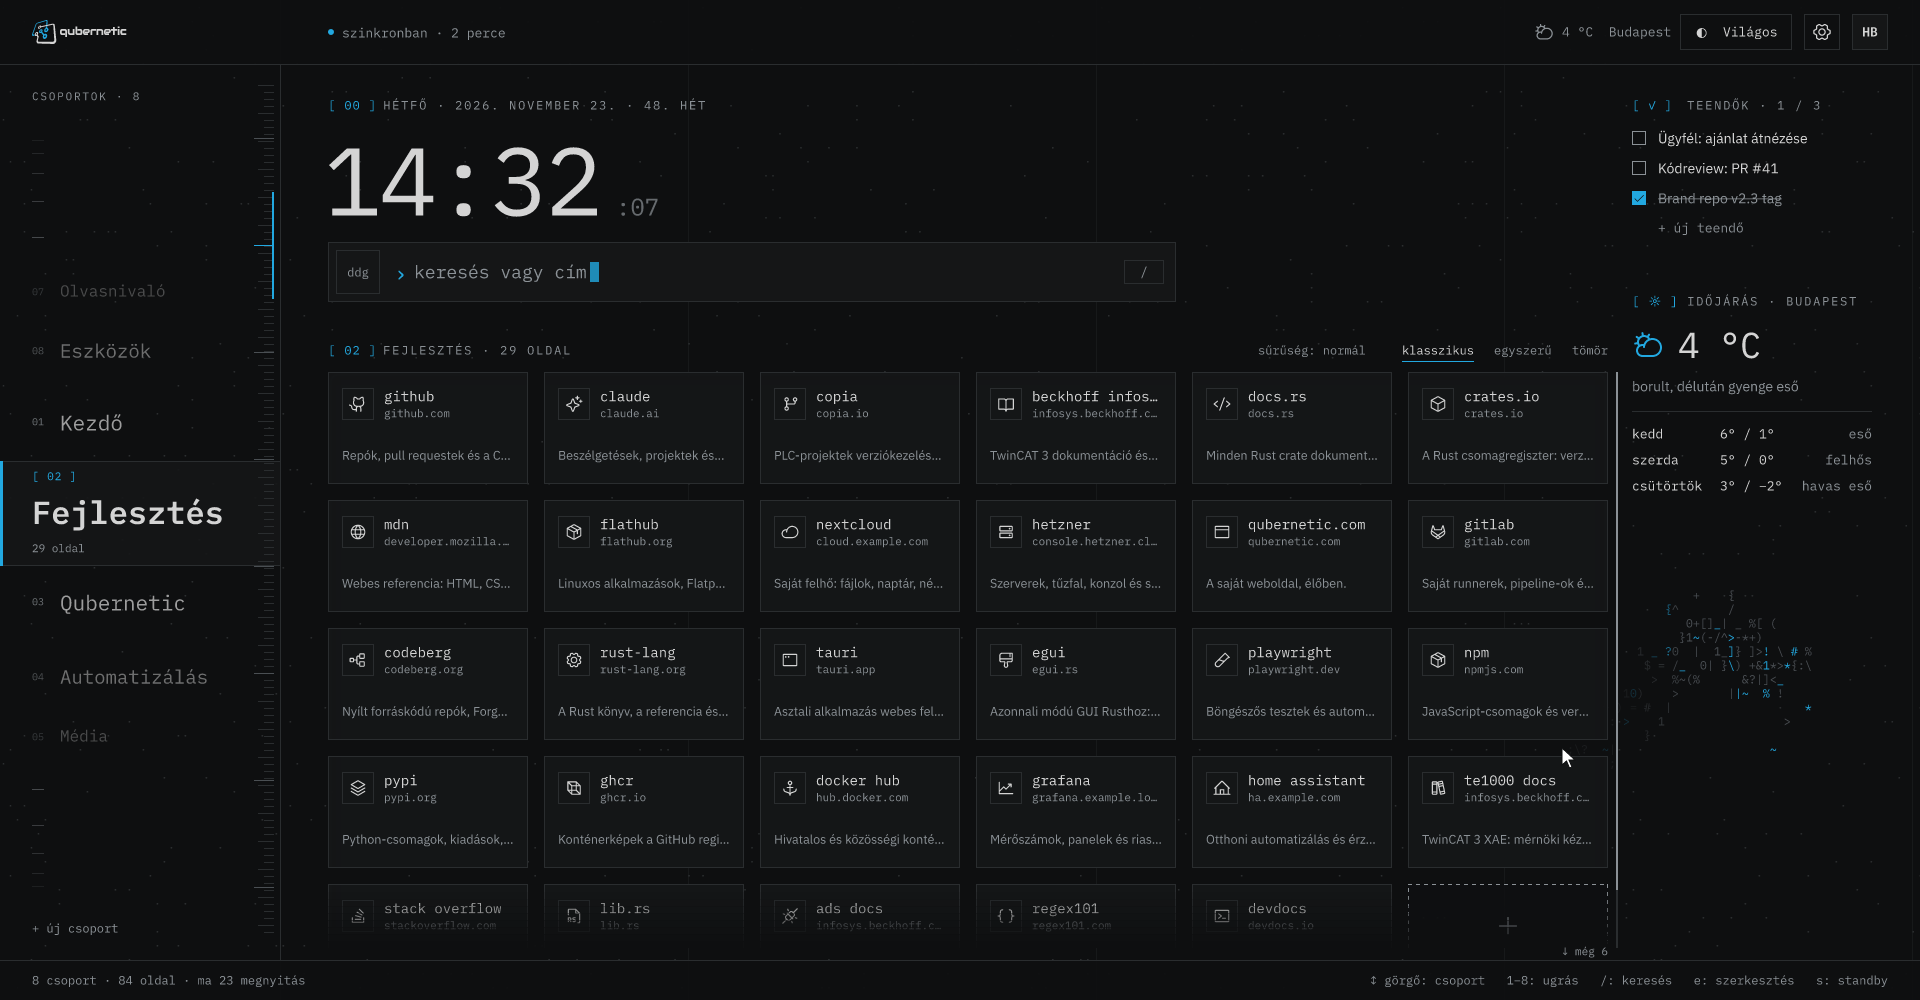 qubernetic
szinkronban · 2 perce
4 °C Budapest
Világos
HB
CSOPORTOK · 8
07 Olvasnivaló
08 Eszközök
01 Kezdő
[ 02 ]
Fejlesztés
29 oldal
03 Qubernetic
04 Automatizálás
05 Média
+ új csoport
[ 00 ] HÉTFŐ · 2026. NOVEMBER 23. · 48. HÉT
14:32 :07
ddg › keresés vagy cím /
[ 02 ] FEJLESZTÉS · 29 OLDAL
sűrűség: normál klasszikus egyszerű tömör
github
github.com
Repók, pull requestek és a C…
claude
claude.ai
Beszélgetések, projektek és…
copia
copia.io
PLC-projektek verziókezelés…
beckhoff infos…
infosys.beckhoff.c…
TwinCAT 3 dokumentáció és…
docs.rs
docs.rs
Minden Rust crate dokument…
crates.io
crates.io
A Rust csomagregiszter: verz…
mdn
developer.mozilla.…
Webes referencia: HTML, CS…
flathub
flathub.org
Linuxos alkalmazások, Flatp…
nextcloud
cloud.example.com
Saját felhő: fájlok, naptár, né…
hetzner
console.hetzner.cl…
Szerverek, tűzfal, konzol és s…
qubernetic.com
qubernetic.com
A saját weboldal, élőben.
gitlab
gitlab.com
Saját runnerek, pipeline-ok é…
codeberg
codeberg.org
Nyílt forráskódú repók, Forg…
rust-lang
rust-lang.org
A Rust könyv, a referencia és…
tauri
tauri.app
Asztali alkalmazás webes fel…
egui
egui.rs
Azonnali módú GUI Rusthoz:…
playwright
playwright.dev
Böngészős tesztek és autom…
npm
npmjs.com
JavaScript-csomagok és ver…
pypi
pypi.org
Python-csomagok, kiadások,…
ghcr
ghcr.io
Konténerképek a GitHub regi…
docker hub
hub.docker.com
Hivatalos és közösségi konté…
grafana
grafana.example.lo…
Mérőszámok, panelek és rias…
home assistant
ha.example.com
Otthoni automatizálás és érz…
te1000 docs
infosys.beckhoff.c…
TwinCAT 3 XAE: mérnöki kéz…
stack overflow
stackoverflow.com
lib.rs
lib.rs
ads docs
infosys.beckhoff.c…
regex101
regex101.com
devdocs
devdocs.io
↓ még 6
[ √ ] TEENDŐK · 1 / 3
Ügyfél: ajánlat átnézése
Kódreview: PR #41
Brand repo v2.3 tag
+ új teendő
[ ☼ ] IDŐJÁRÁS · BUDAPEST
4 °C
borult, délután gyenge eső
kedd 6° / 1° eső
szerda 5° / 0° felhős
csütörtök 3° / −2° havas eső
8 csoport · 84 oldal · ma 23 megnyitás
↕ görgő: csoport 1–8: ugrás /: keresés e: szerkesztés s: standby